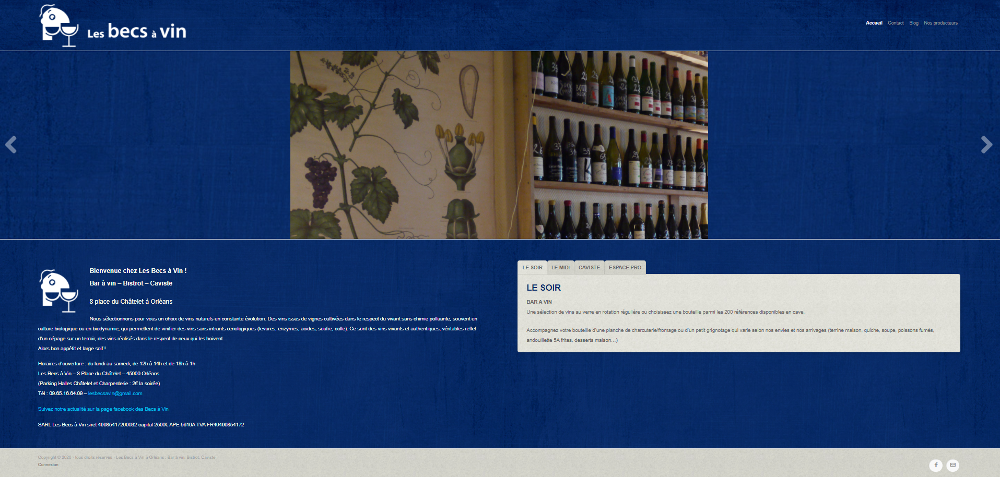 Les becs à vin
Accueil Contact Blog Nos producteurs
Bienvenue chez Les Becs à Vin !
Bar à vin – Bistrot – Caviste
8 place du Châtelet à Orléans
Nous sélectionnons pour vous un choix de vins naturels en constante évolution. Des vins issus de vignes cultivées dans le respect du vivant sans chimie polluante, souvent en
culture biologique ou en biodynamie, qui permettent de vinifier des vins sans intrants œnologiques (levures, enzymes, acides, soufre, colle). Ce sont des vins vivants et authentiques, véritables reflet
d'un cépage sur un terroir, des vins réalisés dans le respect de ceux qui les boivent…
Alors bon appétit et large soif !
Horaires d'ouverture : du lundi au samedi, de 12h à 14h et de 18h à 1h
Les Becs à Vin – 8 Place du Châtelet – 45000 Orléans
(Parking Halles Châtelet et Charpenterie : 2€ la soirée)
Tél : 09.65.16.64.09 – lesbecsavin@gmail.com
Suivez notre actualité sur la page facebook des Becs à Vin
SARL Les Becs à Vin siret 49985417200032 capital 2500€ APE 5610A TVA FR49499854172
LE SOIR LE MIDI CAVISTE ESPACE PRO
LE SOIR
BAR A VIN
Une sélection de vins au verre en rotation régulière ou choisissez une bouteille parmi les 200 références disponibles en cave.
Accompagnez votre bouteille d'une planche de charcuterie/fromage ou d'un petit grignotage qui varie selon nos envies et nos arrivages (terrine maison, quiche, soupe, poissons fumés,
andouillette 5A frites, desserts maison…)
Copyright © 2020 · tous droits réservés · Les Becs à Vin à Orléans : Bar à vin, Bistrot, Caviste
Connexion